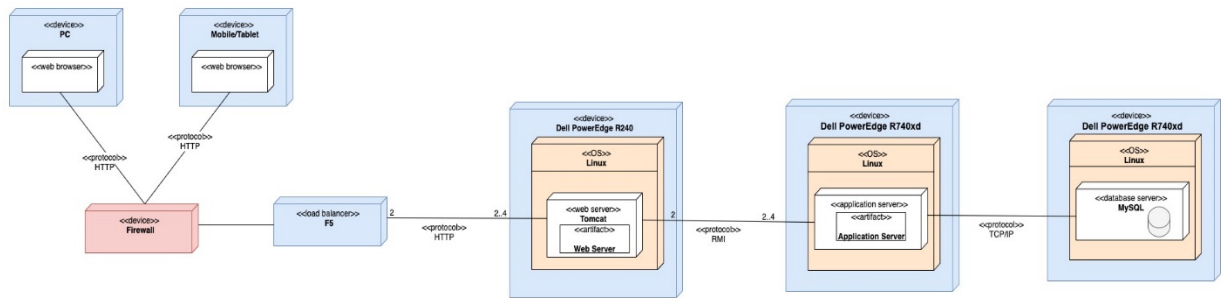 <<device>>
PC
<<web browser>>
<<device>>
Mobile/Tablet
<<web browser>>
<<protocol>>
HTTP
<<protocol>>
HTTP
<<device>>
Firewall
<<load balancer>>
F5
2
2..4
<<protocol>>
HTTP
<<device>>
Dell PowerEdge R240
<<OS>>
Linux
<<web server>>
Tomcat
<<artifact>>
Web Server
2
2..4
<<protocol>>
RMI
<<device>>
Dell PowerEdge R740xd
<<OS>>
Linux
<<application server>>
<<artifact>>
Application Server
<<protocol>>
TCP/IP
<<device>>
Dell PowerEdge R740xd
<<OS>>
Linux
<<database server>>
MySQL